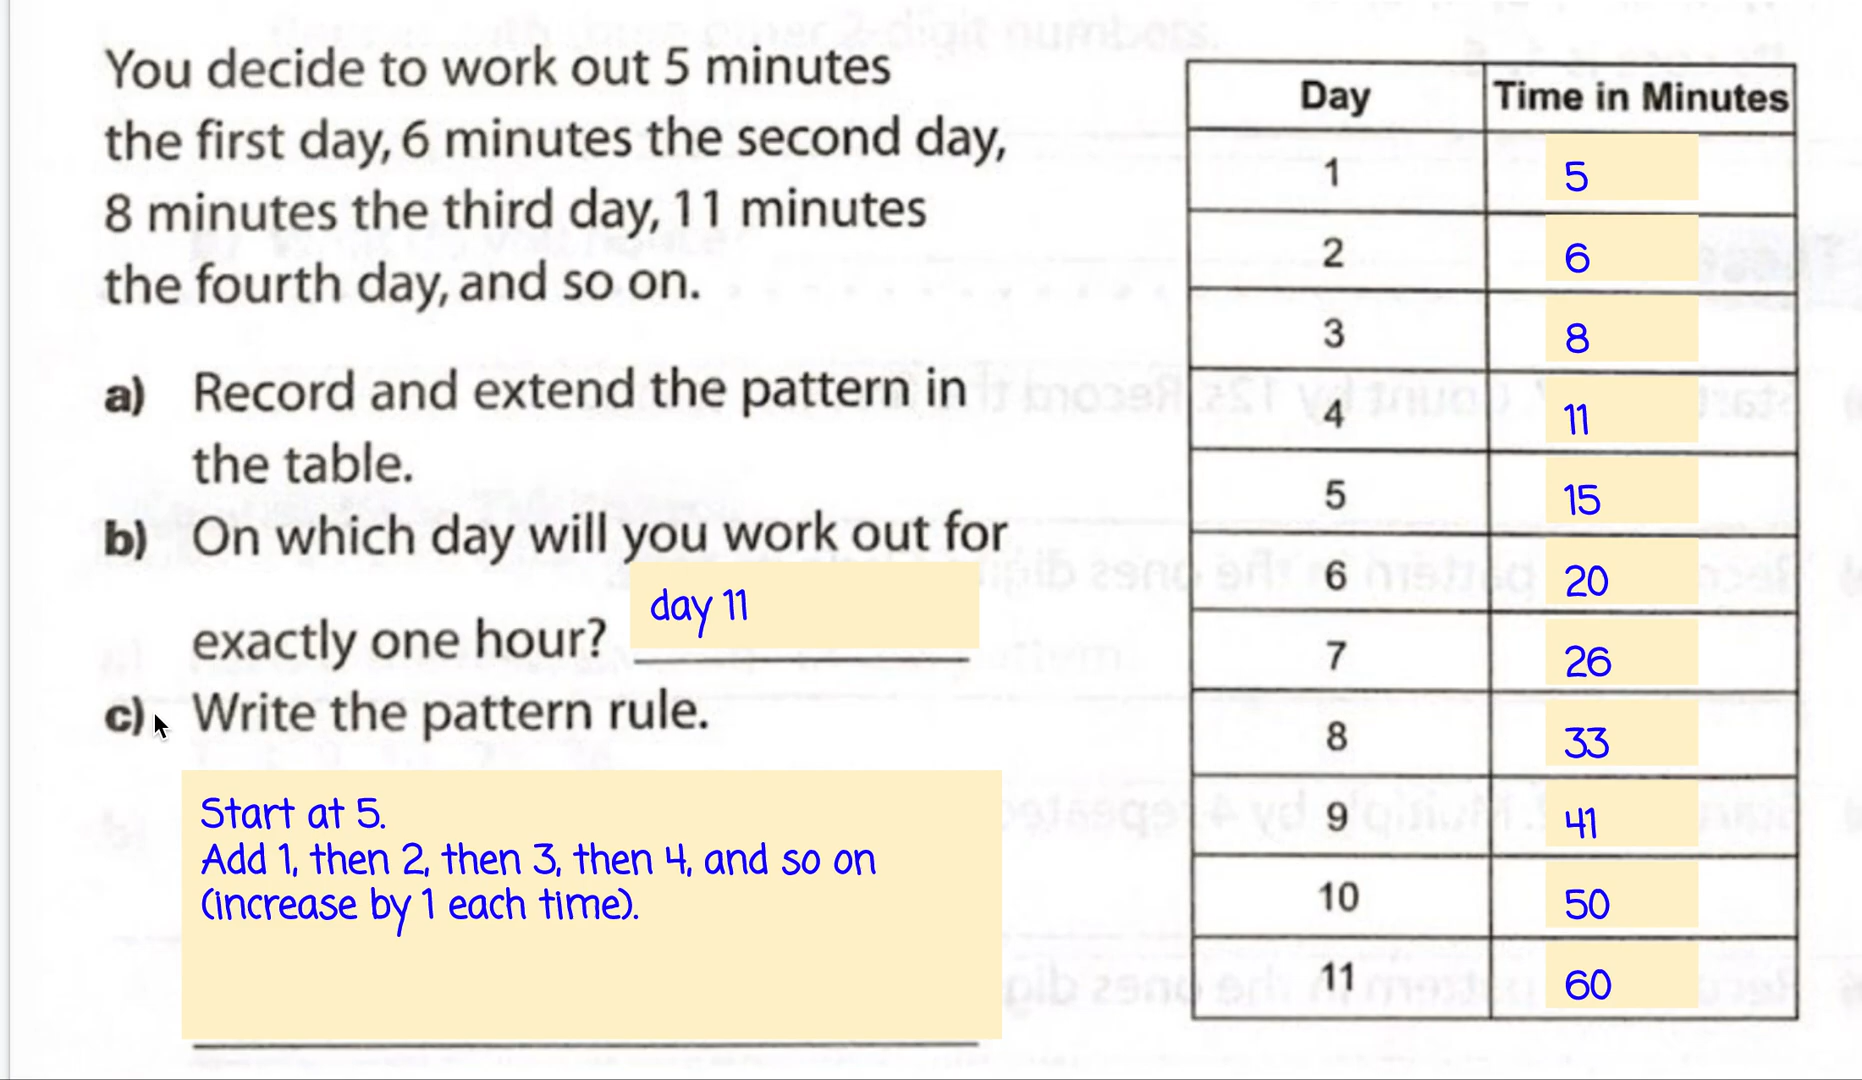 You decide to work out 5 minutes
the first day, 6 minutes the second day,
8 minutes the third day, 11 minutes
the fourth day, and so on.
a) Record and extend the pattern in
the table.
b) On which day will you work out for
exactly one hour? day 11
c) Write the pattern rule.
Start at 5.
Add 1, then 2, then 3, then 4, and so on
(increase by 1 each time).
Day Time in Minutes
1 5
2 6
3 8
4 11
5 15
6 20
7 26
8 33
9 41
10 50
11 60